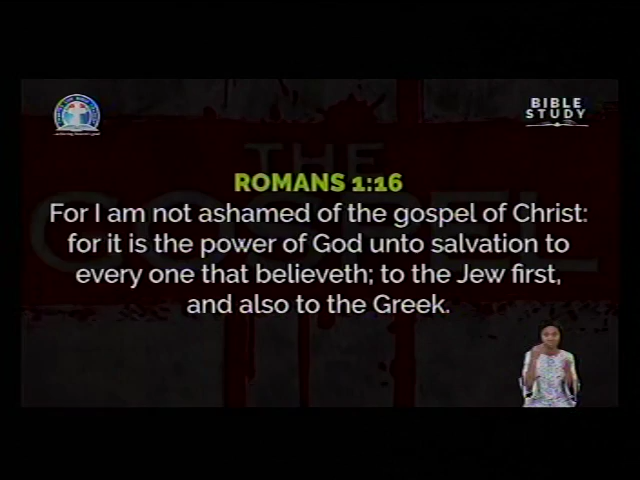 BIBLE
STUDY
THE
GOSPEL
ROMANS 1:16
For I am not ashamed of the gospel of Christ:
for it is the power of God unto salvation to
every one that believeth; to the Jew first,
and also to the Greek.